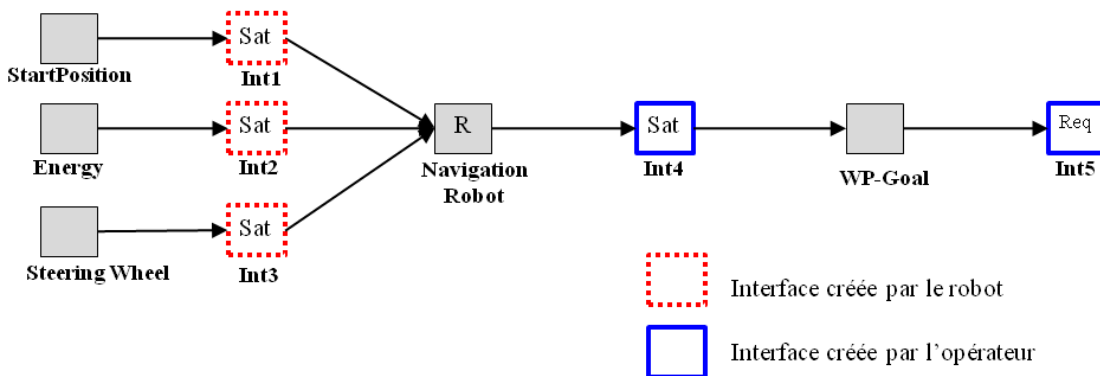 Sat
StartPosition
Int1
Sat
R
Sat
Req
Energy
Int2
Navigation
Robot
Int4
WP-Goal
Int5
Sat
Steering Wheel
Int3
Interface créée par le robot
Interface créée par l'opérateur